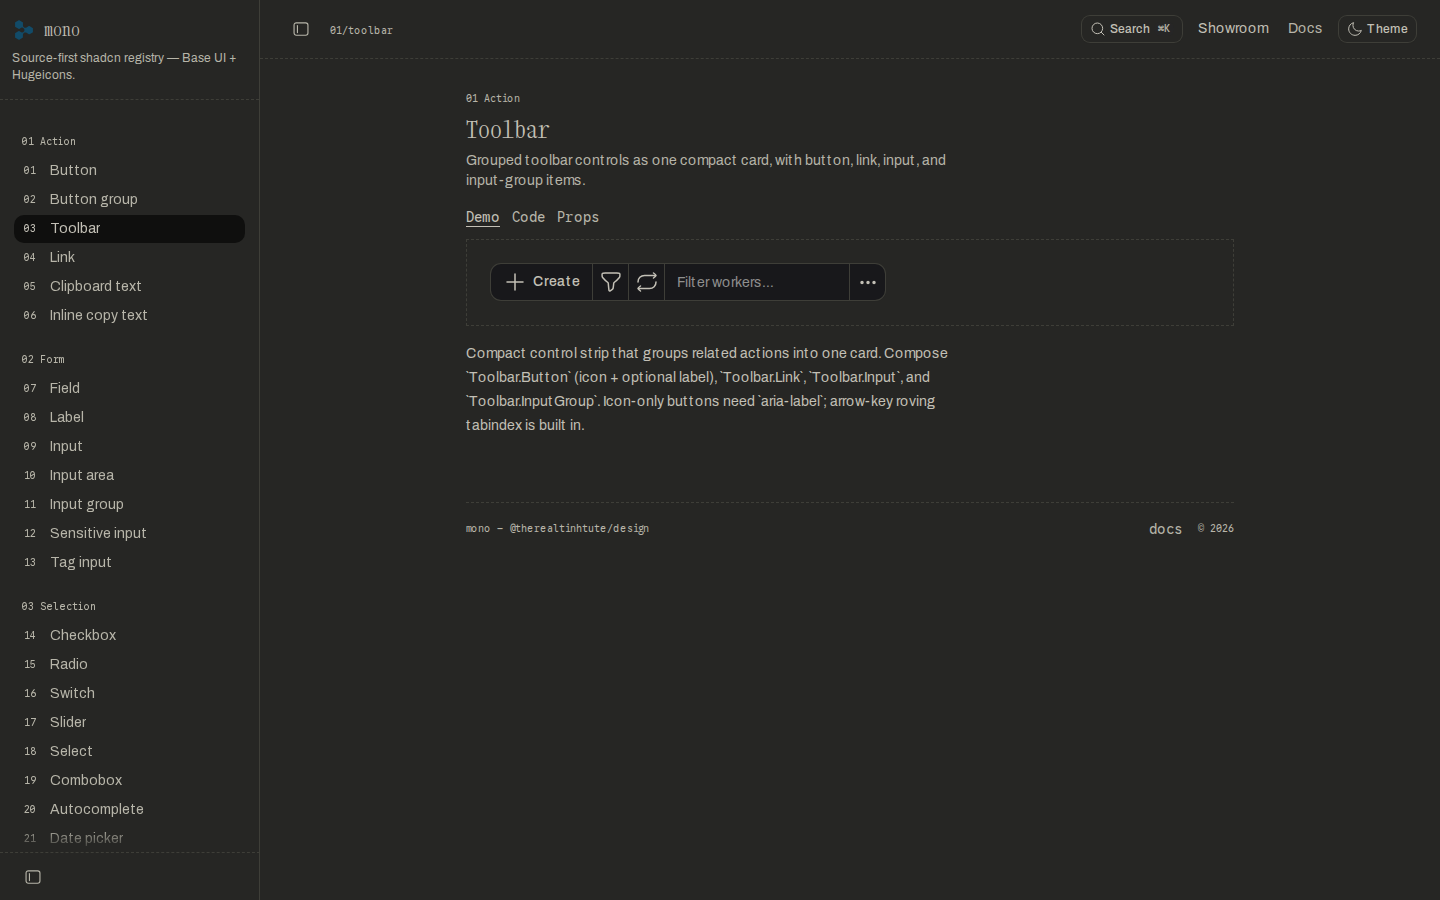 mono
Source-first shadcn registry — Base UI +
Hugeicons.
01 Action
01 Button
02 Button group
03 Toolbar
04 Link
05 Clipboard text
06 Inline copy text
02 Form
07 Field
08 Label
09 Input
10 Input area
11 Input group
12 Sensitive input
13 Tag input
03 Selection
14 Checkbox
15 Radio
16 Switch
17 Slider
18 Select
19 Combobox
20 Autocomplete
21 Date picker
01/toolbar
Search ⌘K
Showroom
Docs
Theme
01 Action
Toolbar
Grouped toolbar controls as one compact card, with button, link, input, and
input-group items.
Demo Code Props
Create
Filter workers...
Compact control strip that groups related actions into one card. Compose
`Toolbar.Button` (icon + optional label), `Toolbar.Link`, `Toolbar.Input`, and
`Toolbar.InputGroup`. Icon-only buttons need `aria-label`; arrow-key roving
tabindex is built in.
mono — @therealtinhtute/design
docs
© 2026